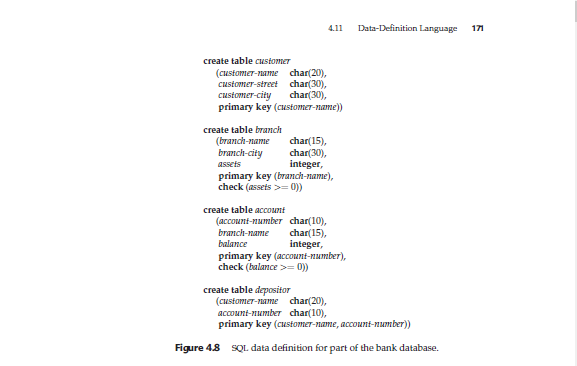 4.11 Data-Definition Language 171
create table customer
(customer-name char(20),
customer-street char(30),
customer-city char(30),
primary key (customer-name))
create table branch
(branch-name char(15),
branch-city char(30),
assets integer,
primary key (branch-name),
check (assets >= 0))
create table account
(account-number char(10),
branch-name char(15),
balance integer,
primary key (account-number),
check (balance >= 0))
create table depositor
(customer-name char(20),
account-number char(10),
primary key (customer-name, account-number))
Figure 4.8 SQL data definition for part of the bank database.